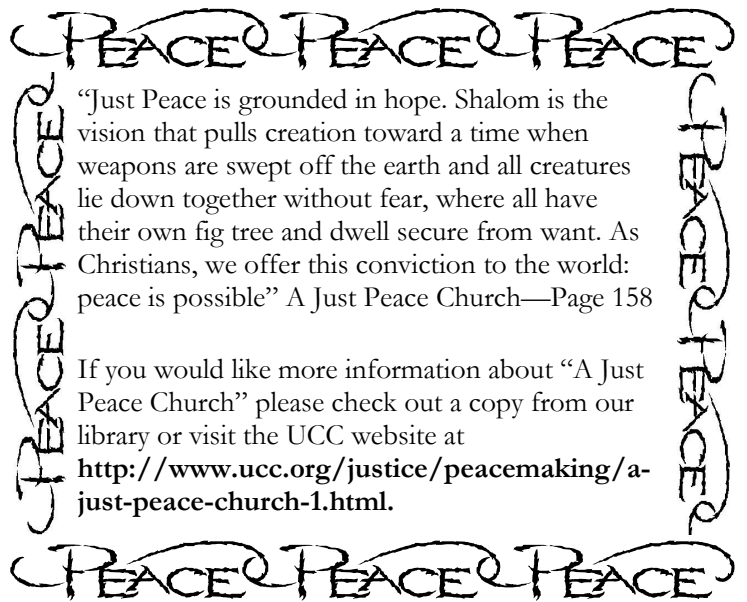 PEACE PEACE PEACE
PEACE PEACE
PEACE PEACE
“Just Peace is grounded in hope. Shalom is the
vision that pulls creation toward a time when
weapons are swept off the earth and all creatures
lie down together without fear, where all have
their own fig tree and dwell secure from want. As
Christians, we offer this conviction to the world:
peace is possible” A Just Peace Church—Page 158
If you would like more information about “A Just
Peace Church” please check out a copy from our
library or visit the UCC website at
http://www.ucc.org/justice/peacemaking/a-
just-peace-church-1.html.
PEACE PEACE PEACE